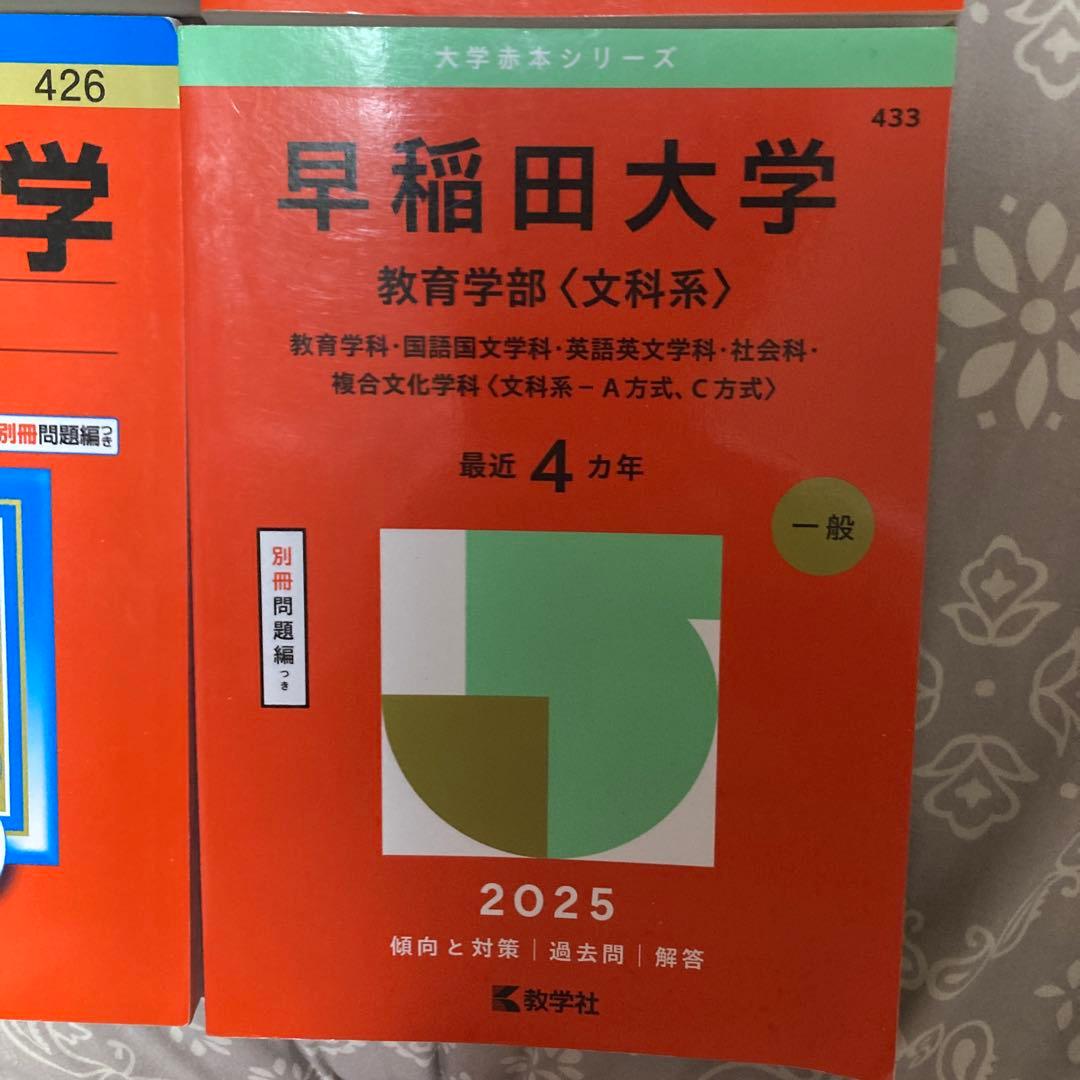 426
学
別冊問題編つき
大学赤本シリーズ
433
早稲田大学
教育学部〈文科系〉
教育学科・国語国文学科・英語英文学科・社会科・
複合文化学科〈文科系－A方式、C方式〉
最近4カ年
一般
別冊問題編つき
2025
傾向と対策｜過去問｜解答
教学社